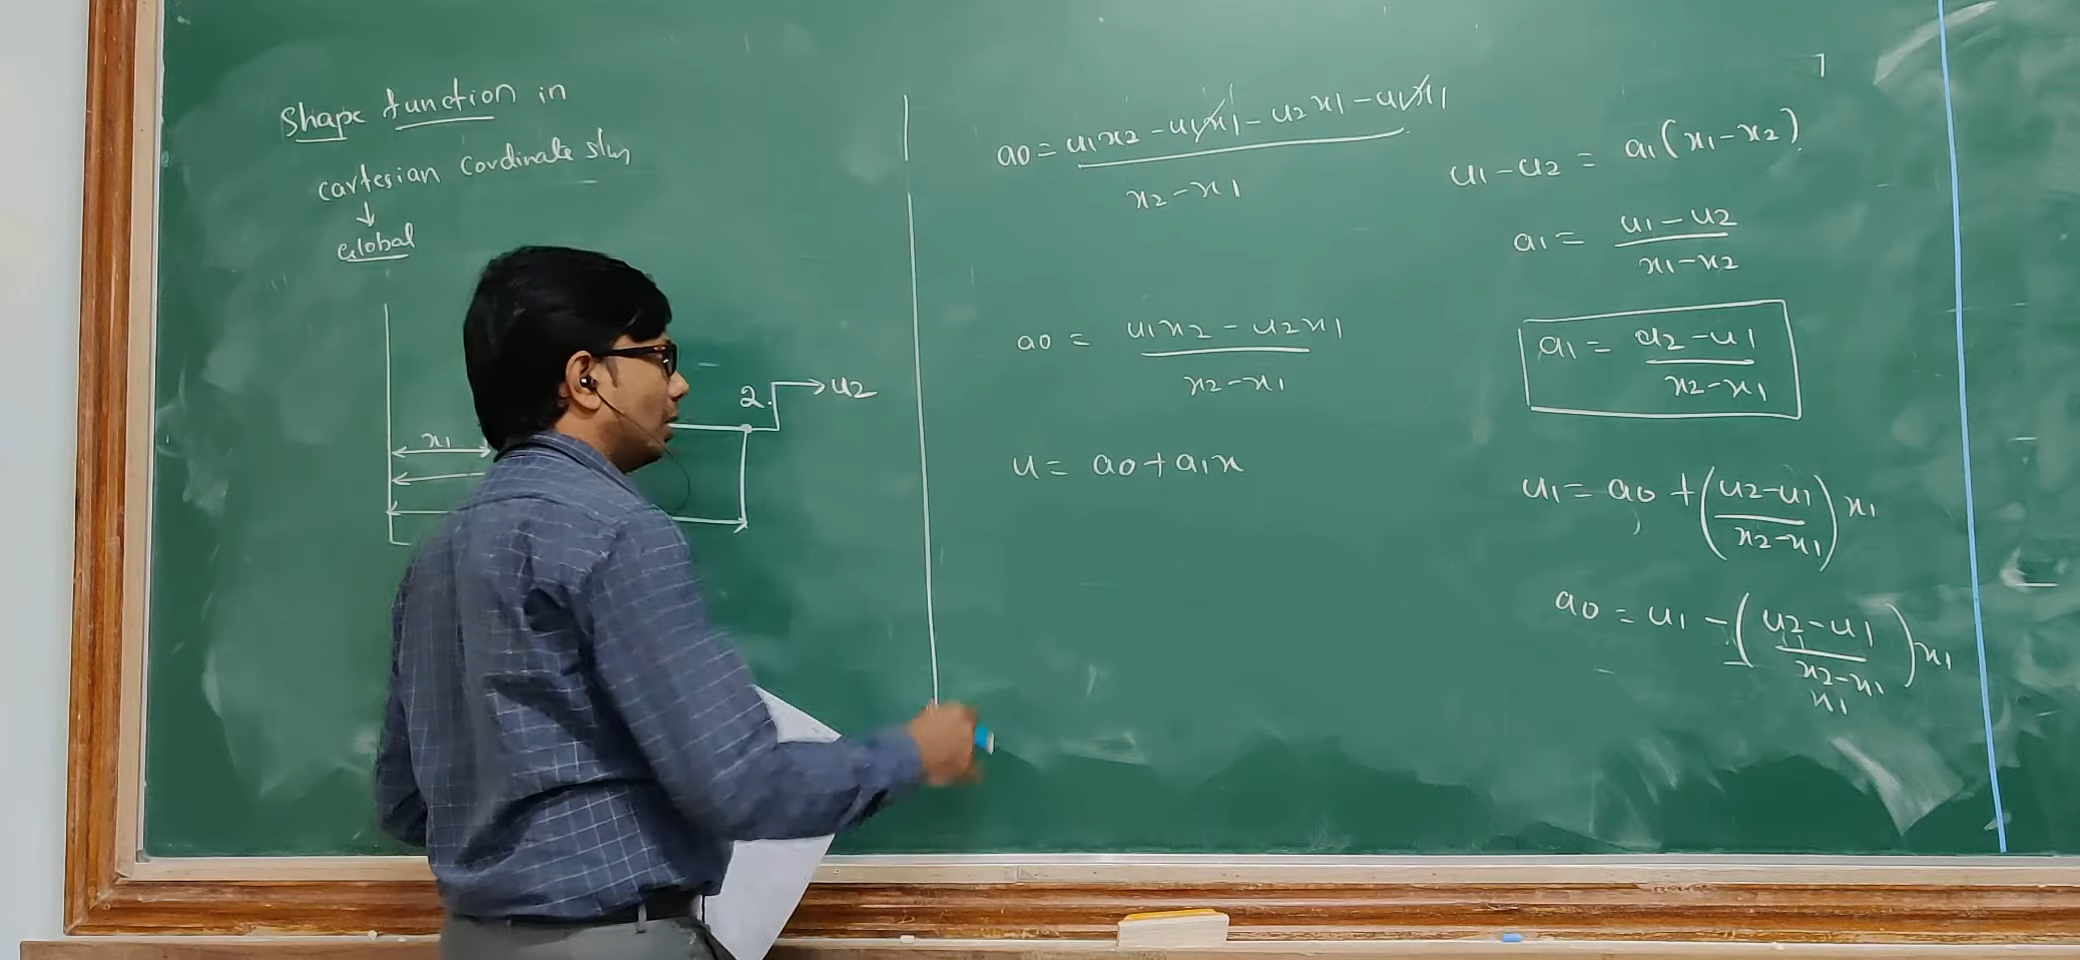 Shape function in
Cartesian Cordinate s/m
↓
Global
x1
2.
→ u2
a0 = u1x2 - u1x1 - u2x1 - u1x1
x2 - x1
a0 = u1x2 - u2x1
x2 - x1
u = a0 + a1x
u1 - u2 = a1(x1 - x2)
a1 = u1 - u2
x1 - x2
a1 = u2 - u1
x2 - x1
u1 = a0 + (u2 - u1
x2 - x1) x1
a0 = u1 - (u2 - u1
x2 - x1) x1
x1